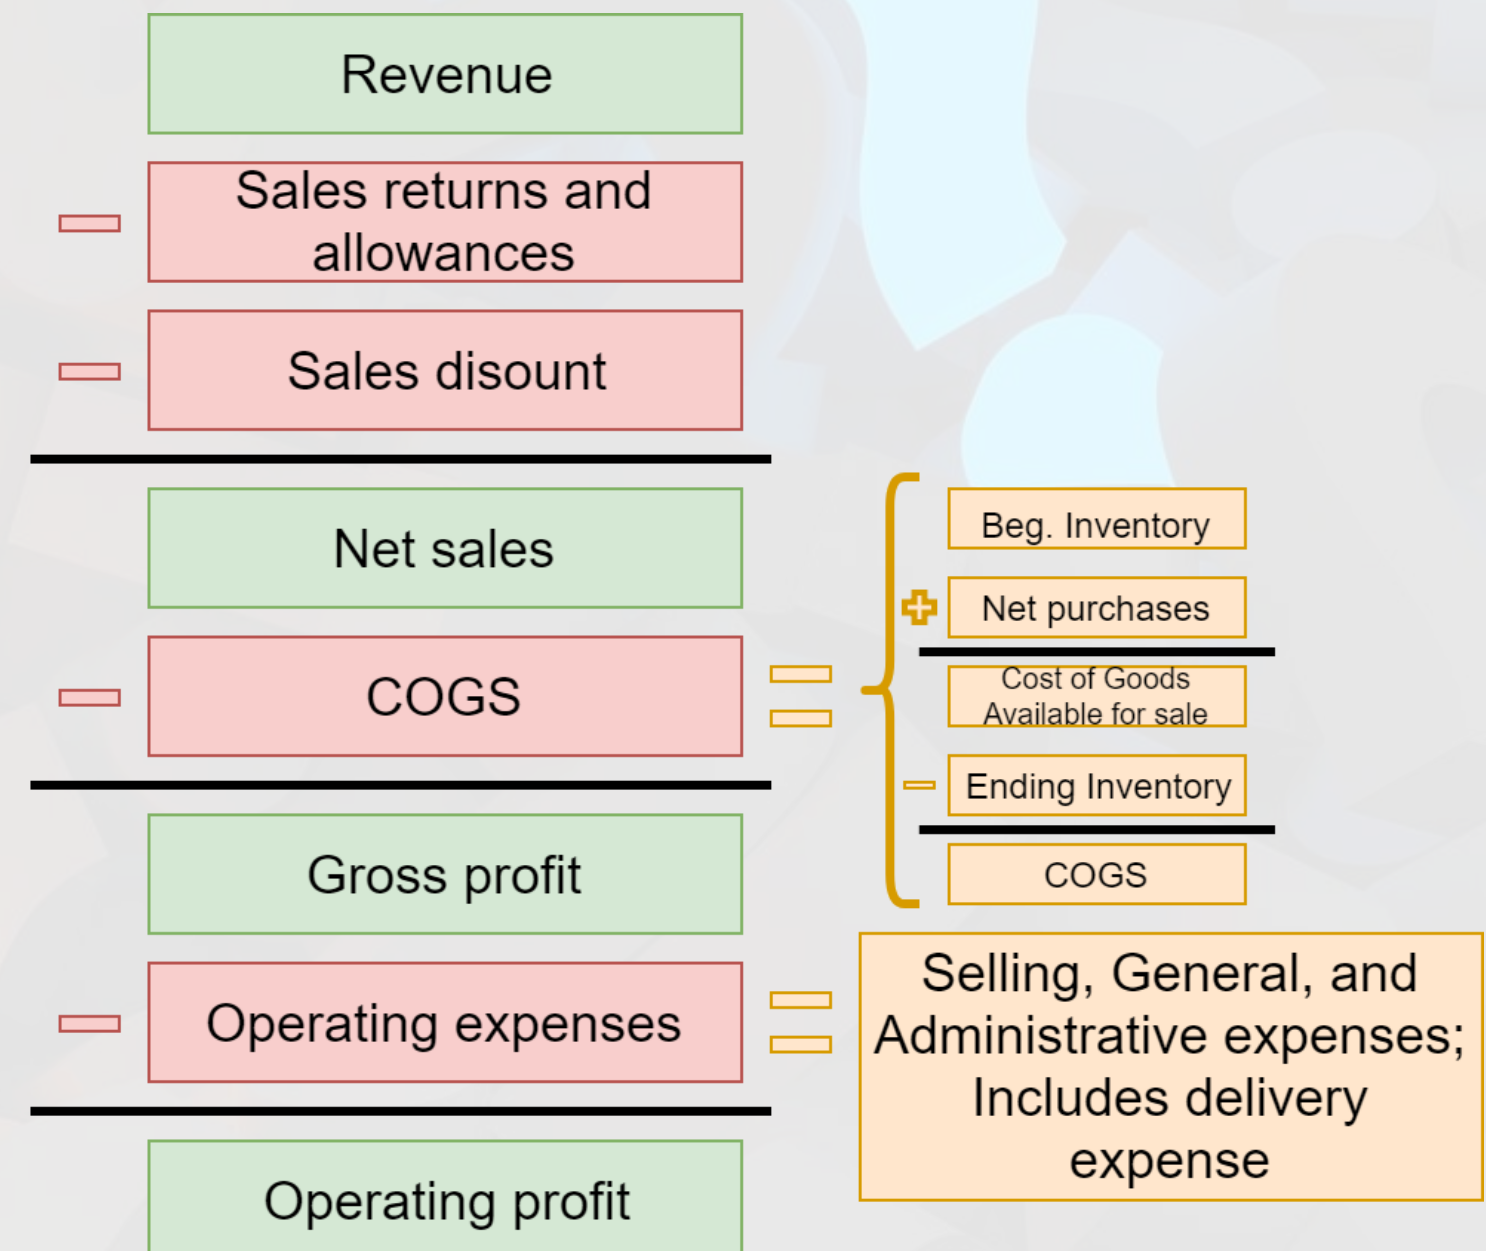 Revenue
Sales returns and
allowances
Sales disount
Net sales
COGS
Beg. Inventory
Net purchases
Cost of Goods
Available for sale
Ending Inventory
COGS
Gross profit
Operating expenses
Selling, General, and
Administrative expenses;
Includes delivery
expense
Operating profit